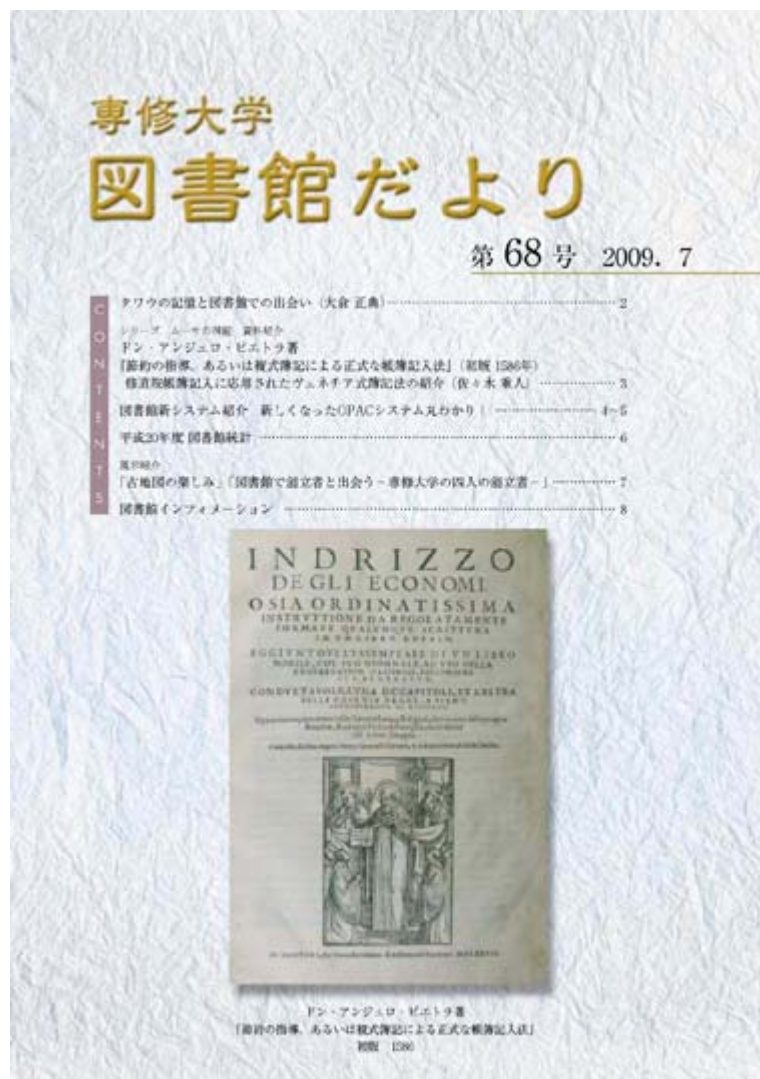 専修大学
図書館だより
第 68 号 2009. 7
CONTENTS
タワウの記憶と図書館での出会い（大倉 正典） 2
シリーズ 資料紹介
ドン・アンジェロ・ピエトラ著
『節約の指導、あるいは複式簿記による正式な帳簿記入法』（初版 1586年）
修道院帳簿記入に応用されたヴェネチア式簿記法の紹介（佐々木 重人） 3
図書館新システム紹介 新しくなったOPACシステム丸わかり！ 4~5
平成20年度 図書館統計 6
展示紹介
「古地図の楽しみ」「図書館で創立者と出会う－専修大学の四人の創立者－」 7
図書館インフォメーション 8
INDRIZZO
DEGLI ECONOMI
O SIA ORDINATISSIMA
INSTRVTTIONE DA REGOLATAMENTE
FORMARE QVALVNQVE SCRITTVRA
ドン・アンジェロ・ピエトラ著
『節約の指導、あるいは複式簿記による正式な帳簿記入法』
初版 1586